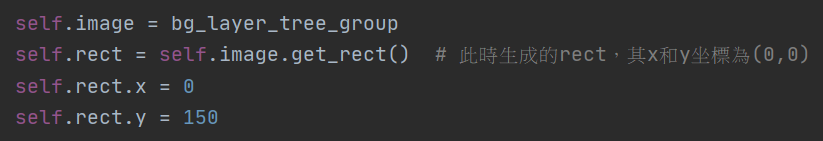 self.image = bg_layer_tree_group
self.rect = self.image.get_rect()  # 此時生成的rect，其x和y坐標為(0,0)
self.rect.x = 0
self.rect.y = 150